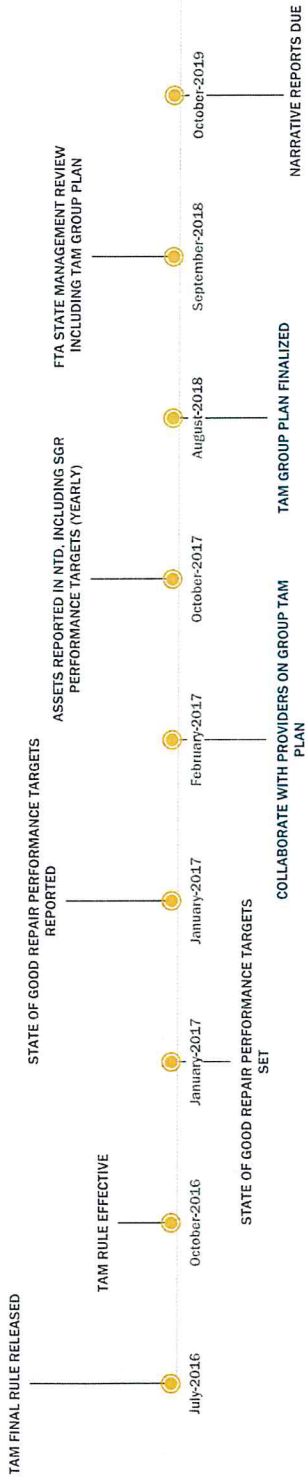 TAM FINAL RULE RELEASED
July-2016
TAM RULE EFFECTIVE
October-2016
January-2017
STATE OF GOOD REPAIR PERFORMANCE TARGETS
SET
STATE OF GOOD REPAIR PERFORMANCE TARGETS
REPORTED
January-2017
February-2017
COLLABORATE WITH PROVIDERS ON GROUP TAM
PLAN
ASSETS REPORTED IN NTD, INCLUDING SGR
PERFORMANCE TARGETS (YEARLY)
October-2017
August-2018
TAM GROUP PLAN FINALIZED
FTA STATE MANAGEMENT REVIEW
INCLUDING TAM GROUP PLAN
September-2018
October-2019
NARRATIVE REPORTS DUE